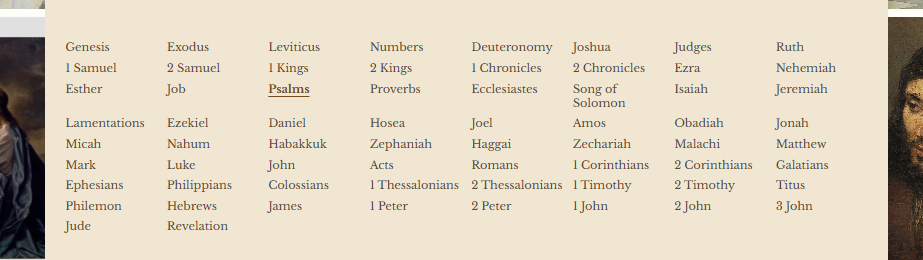 Genesis Exodus Leviticus Numbers Deuteronomy Joshua Judges Ruth
1 Samuel 2 Samuel 1 Kings 2 Kings 1 Chronicles 2 Chronicles Ezra Nehemiah
Esther Job Psalms Proverbs Ecclesiastes Song of Solomon Isaiah Jeremiah
Lamentations Ezekiel Daniel Hosea Joel Amos Obadiah Jonah
Micah Nahum Habakkuk Zephaniah Haggai Zechariah Malachi Matthew
Mark Luke John Acts Romans 1 Corinthians 2 Corinthians Galatians
Ephesians Philippians Colossians 1 Thessalonians 2 Thessalonians 1 Timothy 2 Timothy Titus
Philemon Hebrews James 1 Peter 2 Peter 1 John 2 John 3 John
Jude Revelation